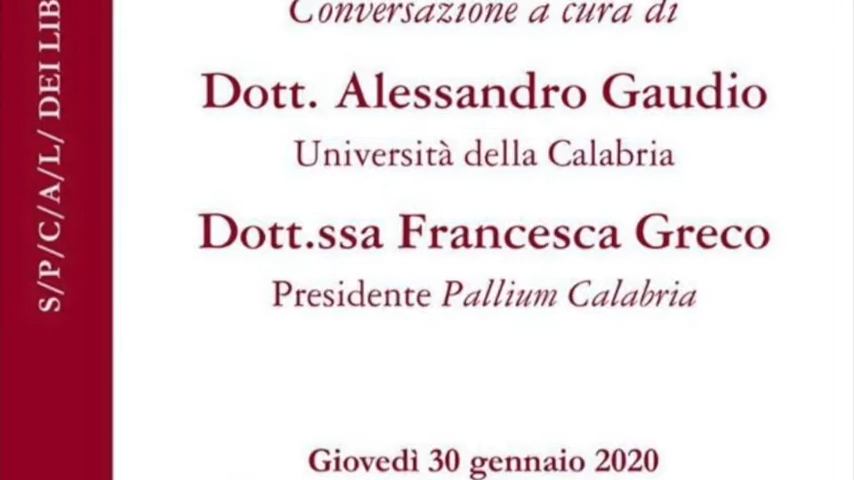 Conversazione a cura di
Dott. Alessandro Gaudio
Università della Calabria
Dott.ssa Francesca Greco
Presidente Pallium Calabria
Giovedì 30 gennaio 2020
S/P/C/A/L/ DEI LIB